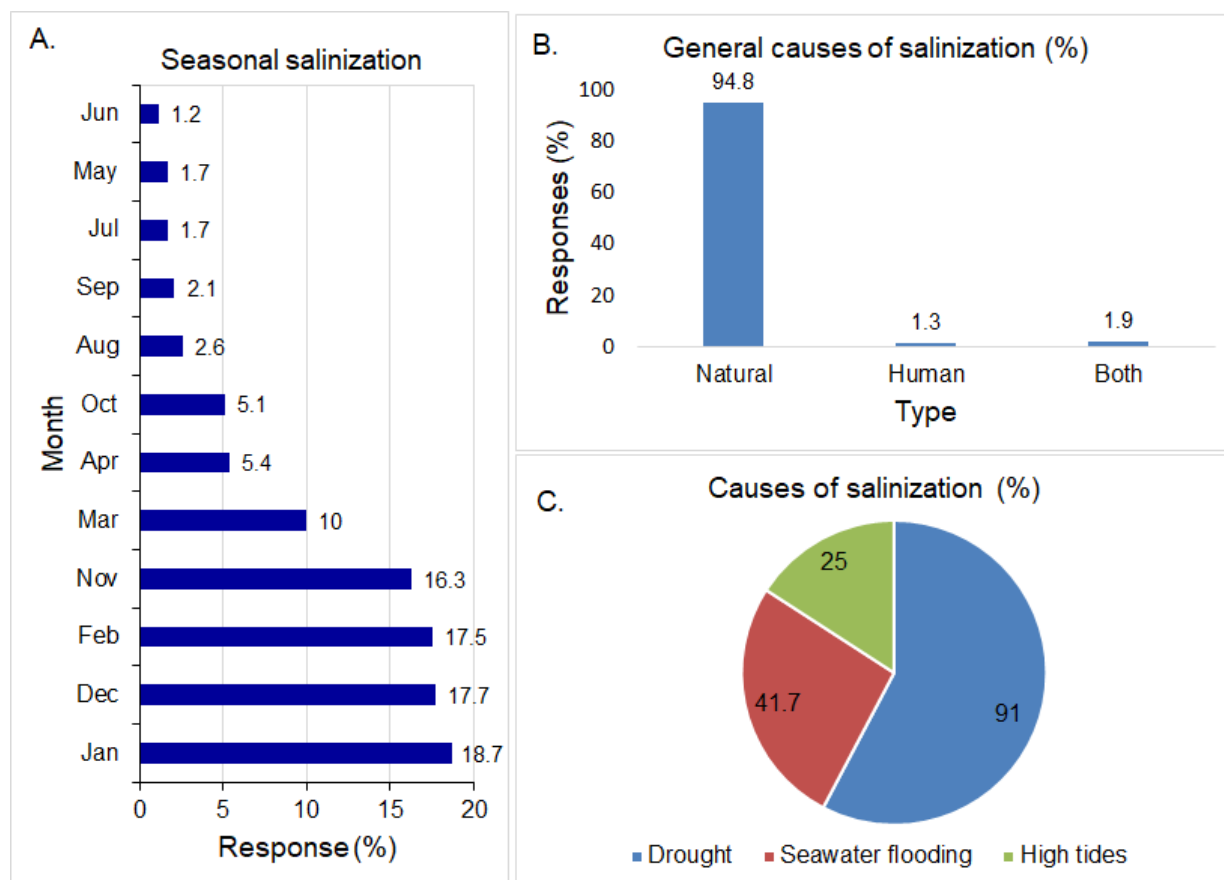 A.
Seasonal salinization
Month
Jun 1.2
May 1.7
Jul 1.7
Sep 2.1
Aug 2.6
Oct 5.1
Apr 5.4
Mar 10
Nov 16.3
Feb 17.5
Dec 17.7
Jan 18.7
0 5 10 15 20
Response (%)
B.
General causes of salinization (%)
Responses (%)
100
80
60
40
20
0
94.8 1.3 1.9
Natural Human Both
Type
C.
Causes of salinization (%)
25
41.7
91
Drought Seawater flooding High tides